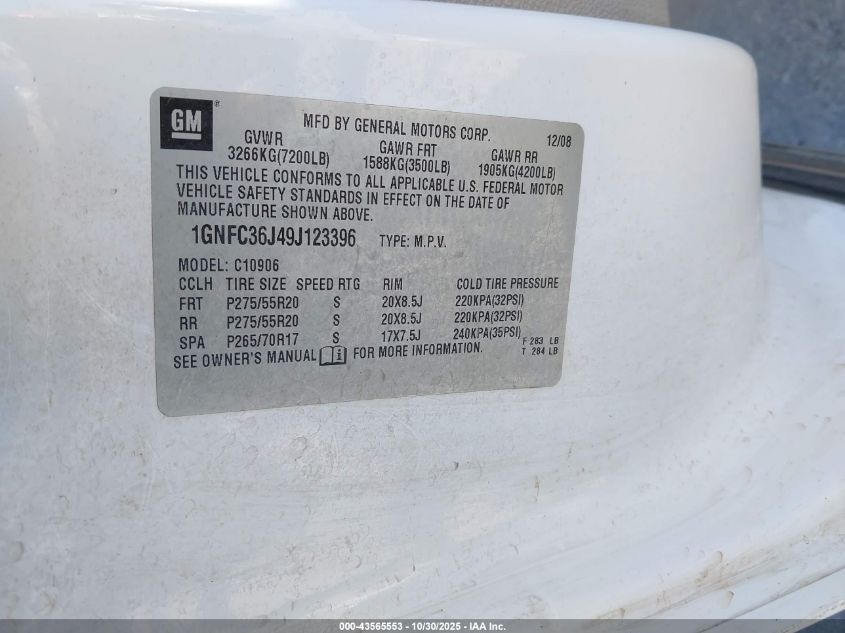 GM ®
MFD BY GENERAL MOTORS CORP. 12/08
GVWR GAWR FRT GAWR RR
3266KG(7200LB) 1588KG(3500LB) 1905KG(4200LB)
THIS VEHICLE CONFORMS TO ALL APPLICABLE U.S. FEDERAL MOTOR
VEHICLE SAFETY STANDARDS IN EFFECT ON THE DATE OF
MANUFACTURE SHOWN ABOVE.
1GNFC36J49J123396 TYPE: M.P.V.
MODEL: C10906
CCLH TIRE SIZE SPEED RTG RIM COLD TIRE PRESSURE
FRT P275/55R20 S 20X8.5J 220KPA(32PSI)
RR P275/55R20 S 20X8.5J 220KPA(32PSI)
SPA P265/70R17 S 17X7.5J 240KPA(35PSI) F 283 LB
SEE OWNER'S MANUAL i FOR MORE INFORMATION. T 284 LB
000-43565553 - 10/30/2025 - IAA Inc.